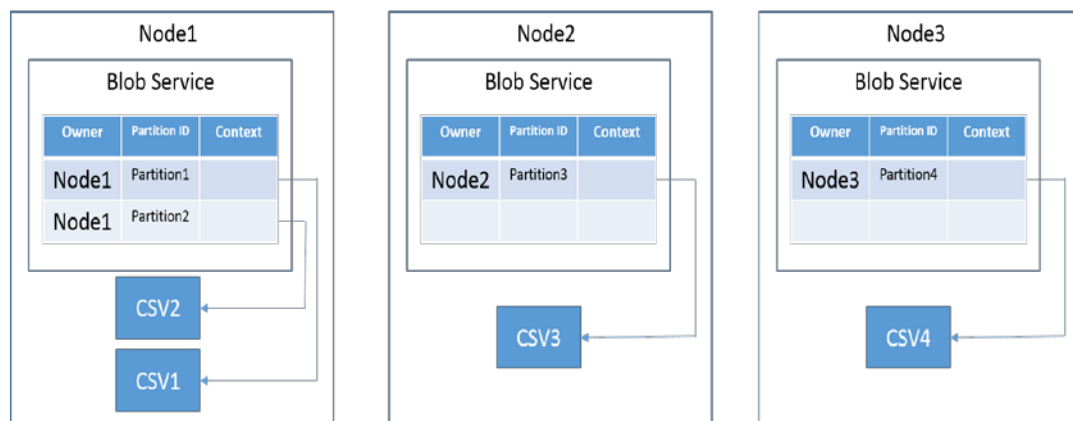 Node1
Blob Service
Owner Partition ID Context
Node1 Partition1
Node1 Partition2
CSV2
CSV1
Node2
Blob Service
Owner Partition ID Context
Node2 Partition3
CSV3
Node3
Blob Service
Owner Partition ID Context
Node3 Partition4
CSV4